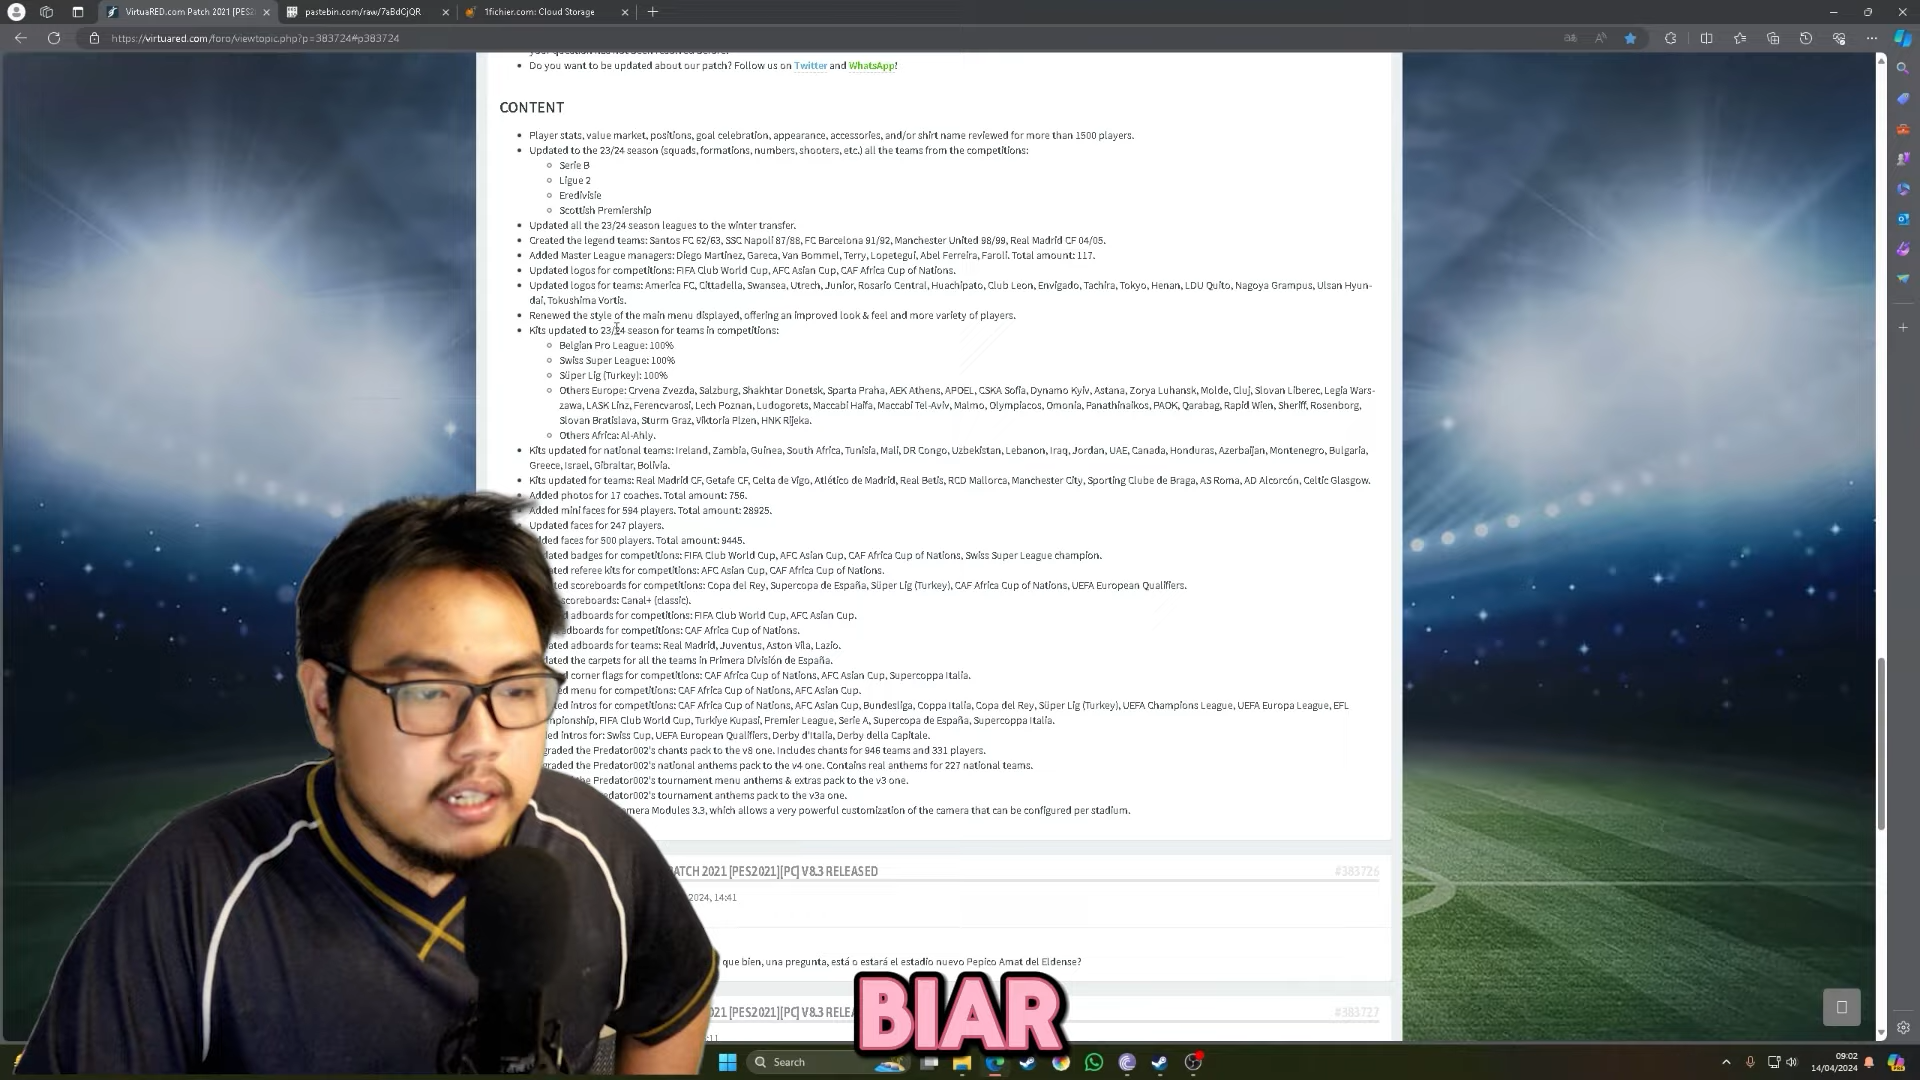 VirtuaRED.com Patch 2021 [PES2
pastebin.com/raw/7aBdCjQR
1fichier.com: Cloud Storage
https://virtuared.com/foro/viewtopic.php?p=383724#p383724
Do you want to be updated about our patch? Follow us on Twitter and WhatsApp!
CONTENT
Player stats, value market, positions, goal celebration, appearance, accessories, and/or shirt name reviewed for more than 1500 players.
Updated to the 23/24 season (squads, formations, numbers, shooters, etc.) all the teams from the competitions:
Serie B
Ligue 2
Eredivisie
Scottish Premiership
Updated all the 23/24 season leagues to the winter transfer.
Created the legend teams: Santos FC 62/63, SSC Napoli 87/88, FC Barcelona 91/92, Manchester United 98/99, Real Madrid CF 04/05.
Added Master League managers: Diego Martínez, Gareca, Van Bommel, Terry, Lopetegui, Abel Ferreira, Faroli. Total amount: 117.
Updated logos for competitions: FIFA Club World Cup, AFC Asian Cup, CAF Africa Cup of Nations.
Updated logos for teams: America FC, Cittadella, Swansea, Utrech, Junior, Rosario Central, Huachipato, Club Leon, Envigado, Tachira, Tokyo, Henan, LDU Quito, Nagoya Grampus, Ulsan Hyun-
dai, Tokushima Vortis.
Renewed the style of the main menu displayed, offering an improved look & feel and more variety of players.
Kits updated to 23/24 season for teams in competitions:
Belgian Pro League: 100%
Swiss Super League: 100%
Süper Lig (Turkey): 100%
Others Europe: Crvena Zvezda, Salzburg, Shakhtar Donetsk, Sparta Praha, AEK Athens, APOEL, CSKA Sofia, Dynamo Kyiv, Astana, Zorya Luhansk, Molde, Cluj, Slovan Liberec, Legia Wars-
zawa, LASK Linz, Ferencvarosi, Lech Poznan, Ludogorets, Maccabi Haifa, Maccabi Tel-Aviv, Malmo, Olympiacos, Omonia, Panathinaikos, PAOK, Qarabag, Rapid Wien, Sheriff, Rosenborg,
Slovan Bratislava, Sturm Graz, Viktoria Plzen, HNK Rijeka.
Others Africa: Al-Ahly.
Kits updated for national teams: Ireland, Zambia, Guinea, South Africa, Tunisia, Mali, DR Congo, Uzbekistan, Lebanon, Iraq, Jordan, UAE, Canada, Honduras, Azerbaijan, Montenegro, Bulgaria,
Greece, Israel, Gibraltar, Bolivia.
Kits updated for teams: Real Madrid CF, Getafe CF, Celta de Vigo, Atlético de Madrid, Real Betis, RCD Mallorca, Manchester City, Sporting Clube de Braga, AS Roma, AD Alcorcón, Celtic Glasgow.
Added photos for 17 coaches. Total amount: 756.
Added mini faces for 594 players. Total amount: 28925.
Updated faces for 247 players.
dded faces for 500 players. Total amount: 9445.
dated badges for competitions: FIFA Club World Cup, AFC Asian Cup, CAF Africa Cup of Nations, Swiss Super League champion.
ated referee kits for competitions: AFC Asian Cup, CAF Africa Cup of Nations.
ted scoreboards for competitions: Copa del Rey, Supercopa de España, Süper Lig (Turkey), CAF Africa Cup of Nations, UEFA European Qualifiers.
scoreboards: Canal+ (classic).
d adboards for competitions: FIFA Club World Cup, AFC Asian Cup.
dboards for competitions: CAF Africa Cup of Nations.
ated adboards for teams: Real Madrid, Juventus, Aston Vila, Lazio.
ated the carpets for all the teams in Primera División de España.
d corner flags for competitions: CAF Africa Cup of Nations, AFC Asian Cup, Supercoppa Italia.
ed menu for competitions: CAF Africa Cup of Nations, AFC Asian Cup.
ted intros for competitions: CAF Africa Cup of Nations, AFC Asian Cup, Bundesliga, Coppa Italia, Copa del Rey, Süper Lig (Turkey), UEFA Champions League, UEFA Europa League, EFL
mpionship, FIFA Club World Cup, Turkiye Kupasi, Premier League, Serie A, Supercopa de España, Supercoppa Italia.
ed intros for: Swiss Cup, UEFA European Qualifiers, Derby d'Italia, Derby della Capitale.
graded the Predator002's chants pack to the v8 one. Includes chants for 946 teams and 331 players.
graded the Predator002's national anthems pack to the v4 one. Contains real anthems for 227 national teams.
the Predator002's tournament menu anthems & extras pack to the v3 one.
dator002's tournament anthems pack to the v3a one.
mera Modules 3.3, which allows a very powerful customization of the camera that can be configured per stadium.
ATCH 2021 [PES2021][PC] V8.3 RELEASED
#383726
2024, 14:41
que bien, una pregunta, está o estará el estadio nuevo Pepico Amat del Eldense?
021 [PES2021][PC] V8.3 RELEA
#383727
BIAR
Search
09:02
14/04/2024